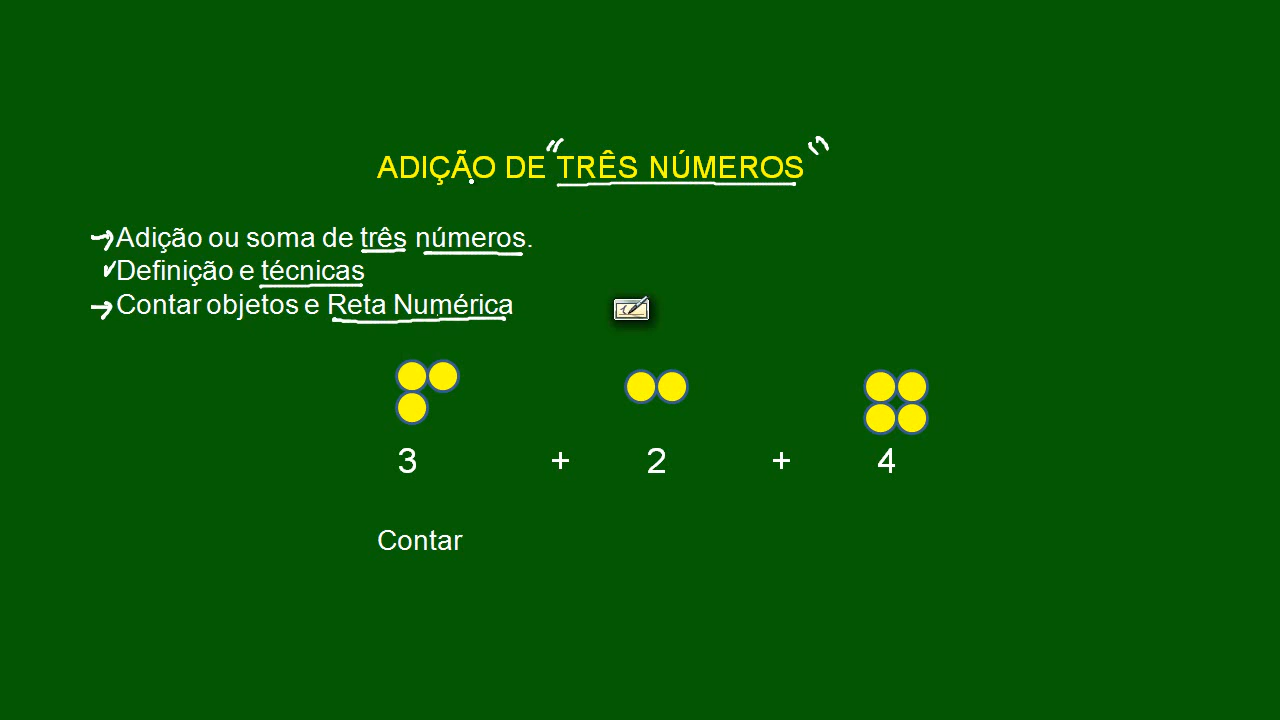 ADIÇÃO DE "TRÊS NÚMEROS"
→Adição ou soma de três números.
✓Definição e técnicas
→Contar objetos e Reta Numérica
3 + 2 + 4
Contar